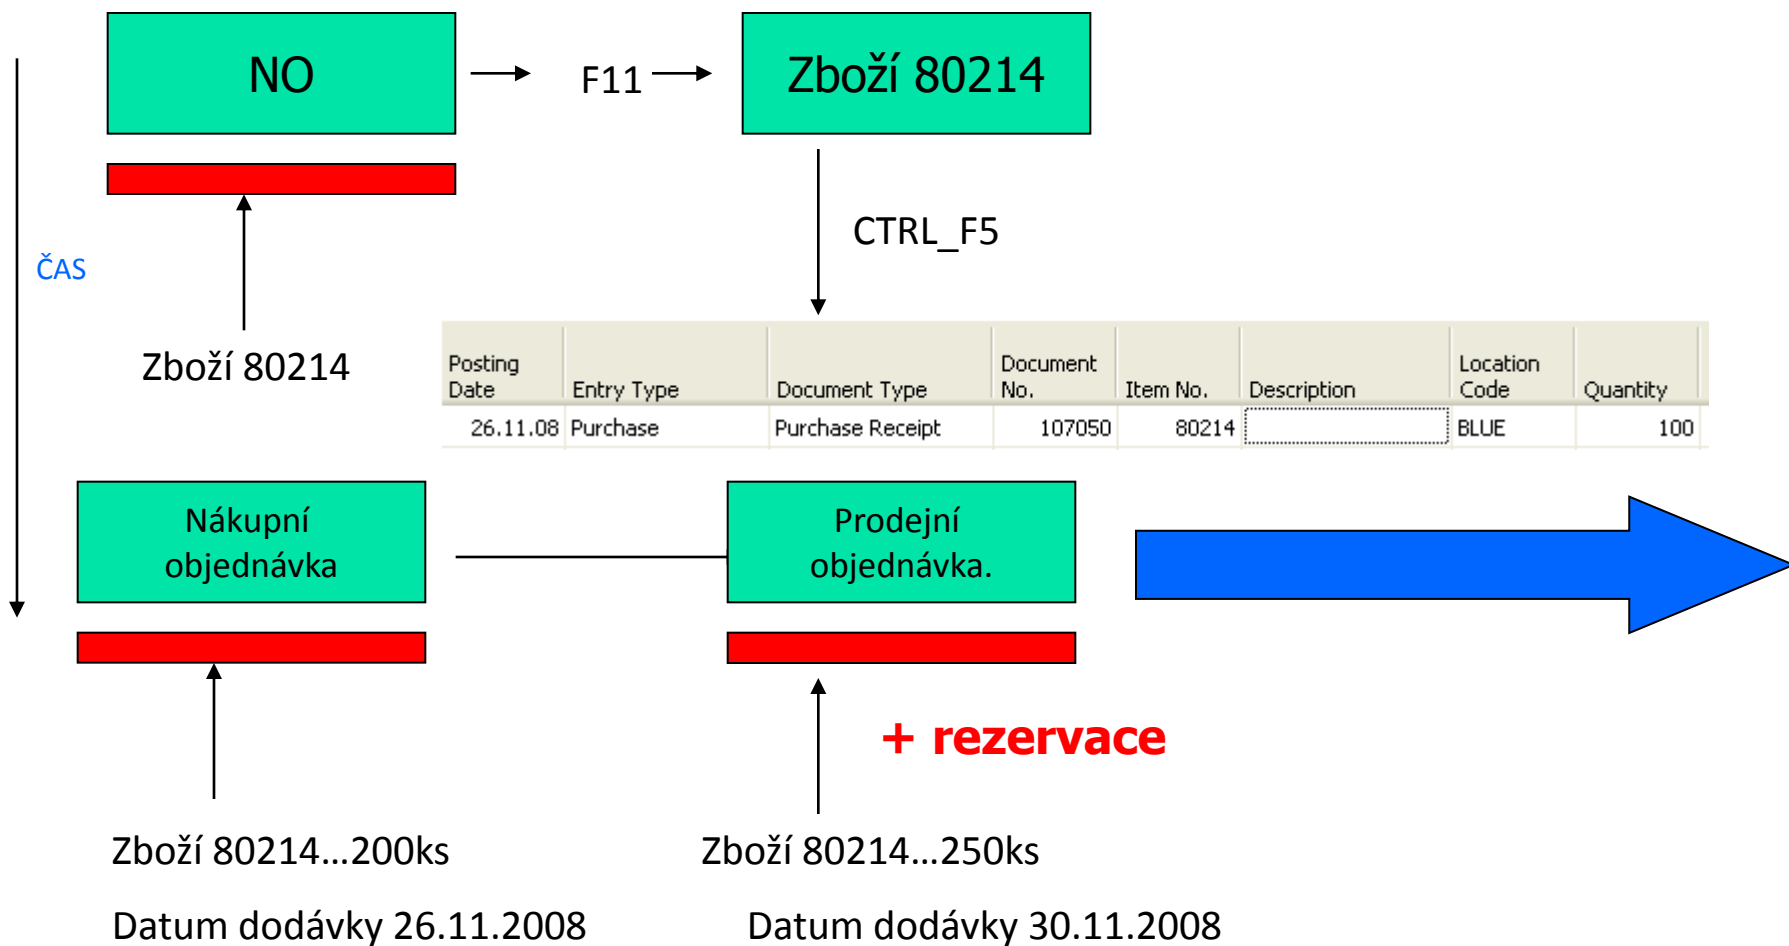 NO
F11
Zboží 80214
CTRL_F5
ČAS
Zboží 80214
Posting Date Entry Type Document Type Document No. Item No. Description Location Code Quantity
26.11.08 Purchase Purchase Receipt 107050 80214 BLUE 100
Nákupní
objednávka
Prodejní
objednávka.
+ rezervace
Zboží 80214...200ks
Zboží 80214...250ks
Datum dodávky 26.11.2008
Datum dodávky 30.11.2008